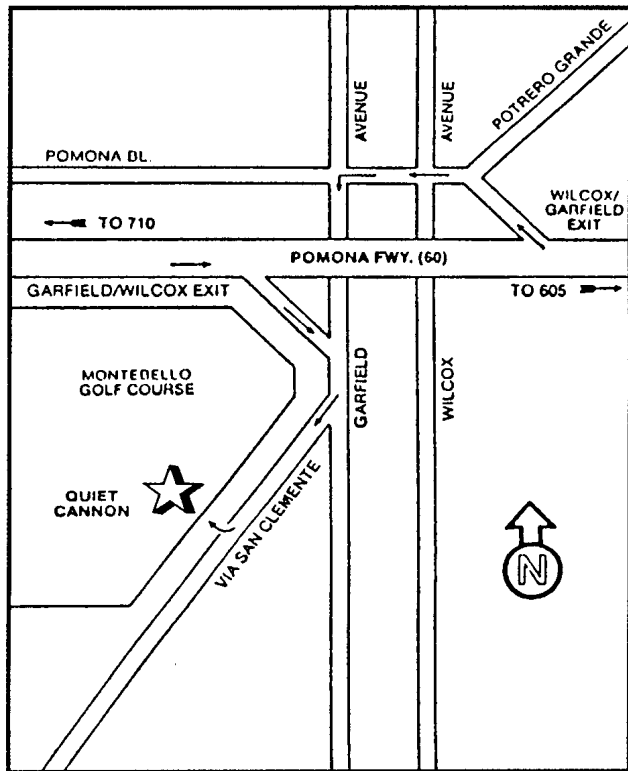 AVENUE
AVENUE
POTRERO GRANDE
POMONA BL.
WILCOX/
GARFIELD
EXIT
TO 710
POMONA FWY. (60)
GARFIELD/WILCOX EXIT
TO 605
MONTEBELLO
GOLF COURSE
GARFIELD
WILCOX
QUIET
CANNON
VIA SAN CLEMENTE
N